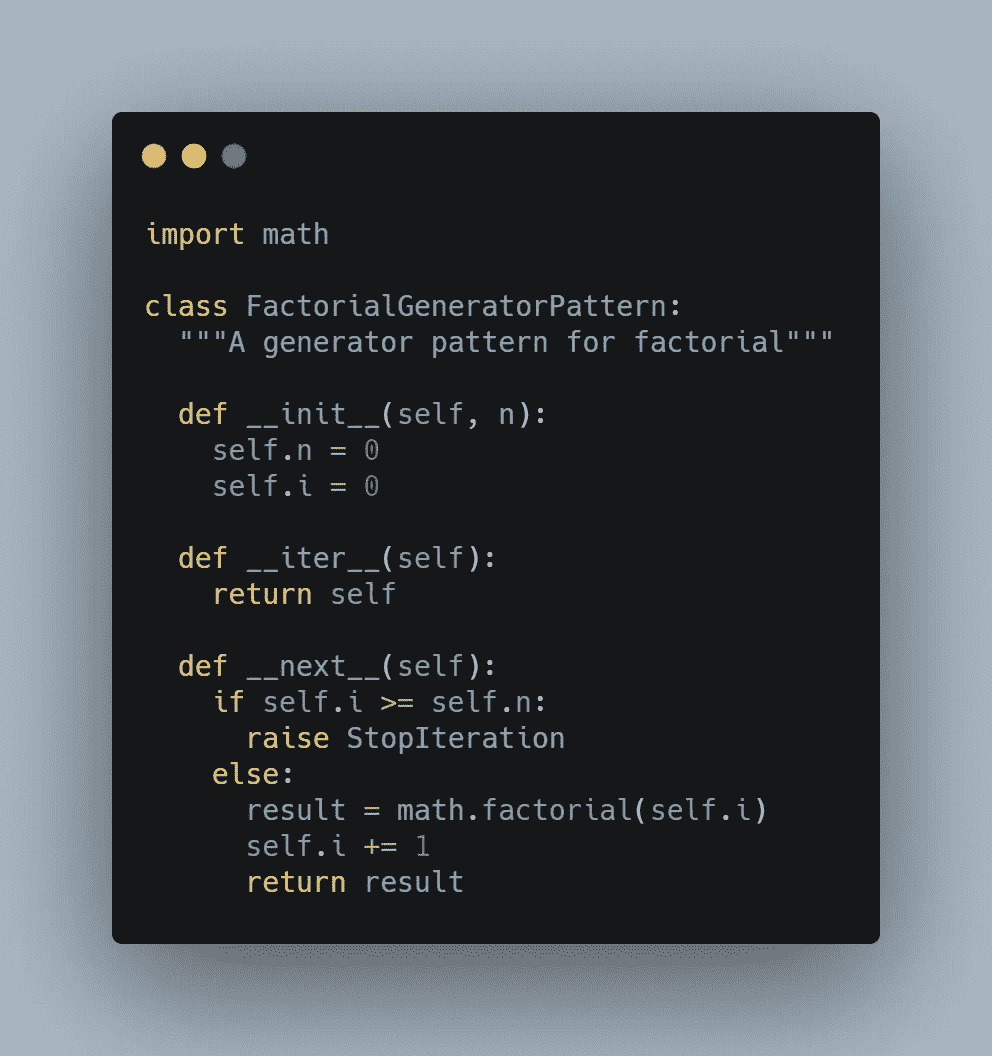 import math

class FactorialGeneratorPattern:
  """A generator pattern for factorial"""

  def __init__(self, n):
    self.n = 0
    self.i = 0

  def __iter__(self):
    return self

  def __next__(self):
    if self.i >= self.n:
      raise StopIteration
    else:
      result = math.factorial(self.i)
      self.i += 1
      return result